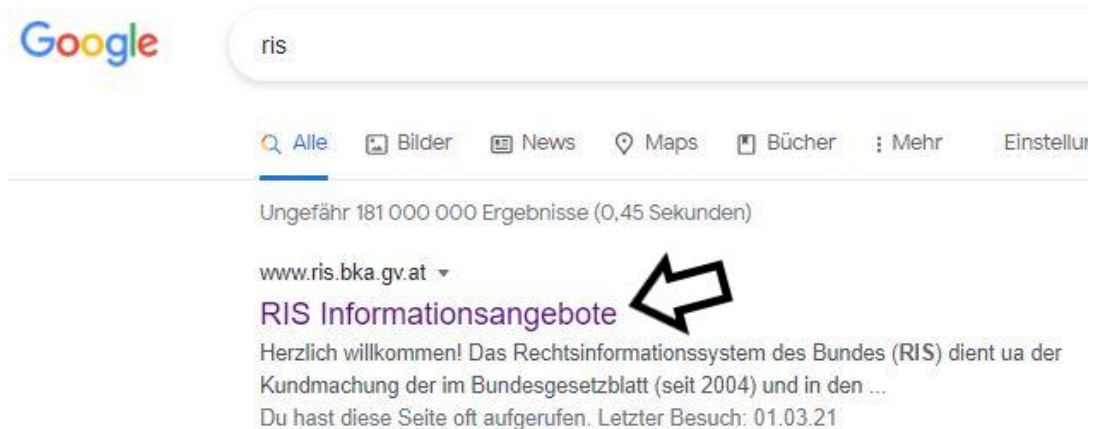 Google
ris
Alle Bilder News Maps Bücher Mehr Einstellun
Ungefähr 181 000 000 Ergebnisse (0,45 Sekunden)
www.ris.bka.gv.at
RIS Informationsangebote
Herzlich willkommen! Das Rechtsinformationssystem des Bundes (RIS) dient ua der
Kundmachung der im Bundesgesetzblatt (seit 2004) und in den ...
Du hast diese Seite oft aufgerufen. Letzter Besuch: 01.03.21